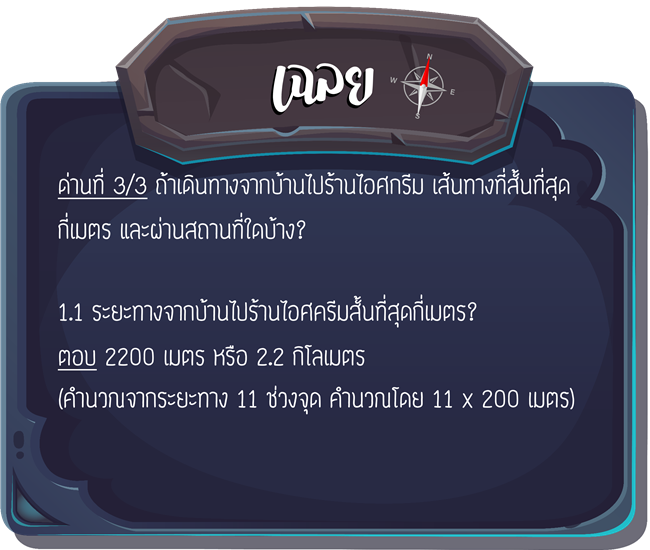 เฉลย
N
W E
S
ด่านที่ 3/3 ถ้าเดินทางจากบ้านไปร้านไอศกรีม เส้นทางที่สั้นที่สุด
กี่เมตร และผ่านสถานที่ใดบ้าง?
1.1 ระยะทางจากบ้านไปร้านไอศครีมสั้นที่สุดกี่เมตร?
ตอบ 2200 เมตร หรือ 2.2 กิโลเมตร
(คำนวณจากระยะทาง 11 ช่วงจุด คำนวณโดย 11 x 200 เมตร)